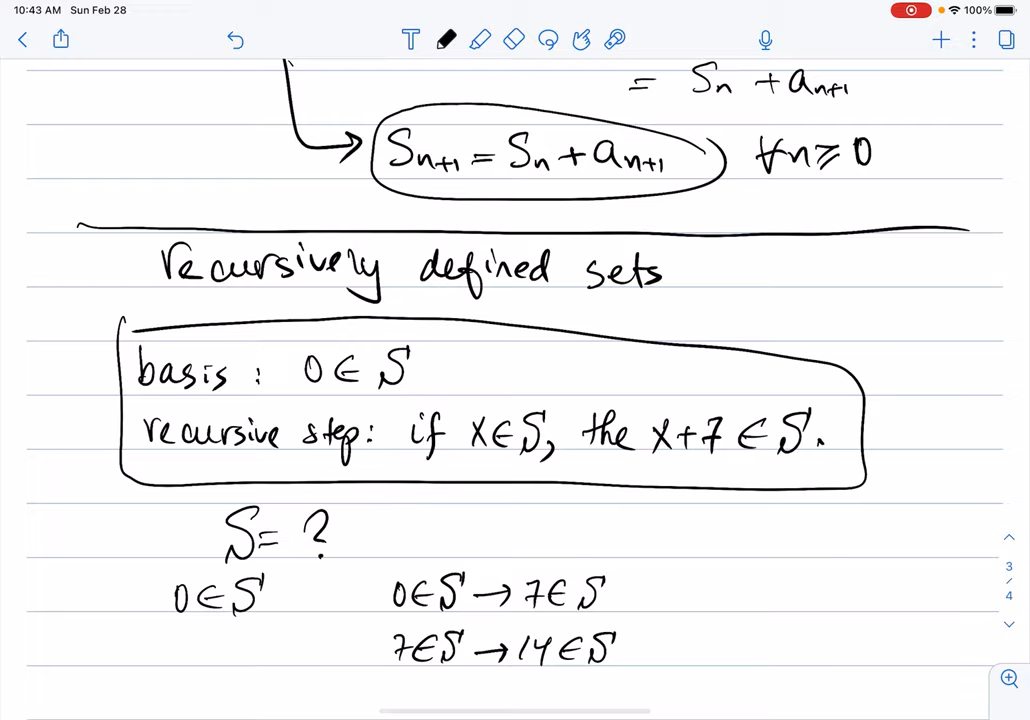 10:43 AM Sun Feb 28
100%
T
= Sn + an+1
Sn+1 = Sn + an+1 ∀n ≥ 0
recursively defined sets
basis : 0 ∈ S
recursive step: if x ∈ S, the x + 7 ∈ S.
S = ?
0 ∈ S 0 ∈ S → 7 ∈ S
7 ∈ S → 14 ∈ S
3
/
4